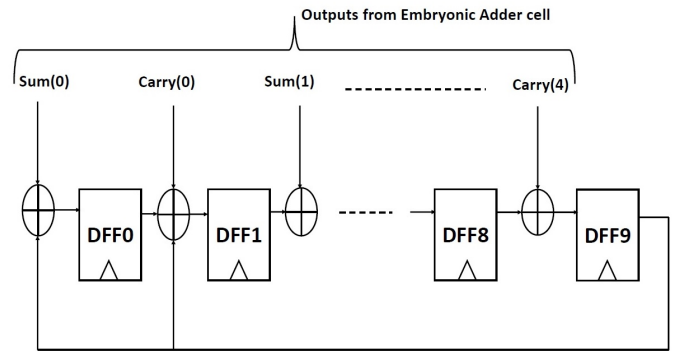 Outputs from Embryonic Adder cell
Sum(0) Carry(0) Sum(1) Carry(4)
DFF0 DFF1 DFF8 DFF9